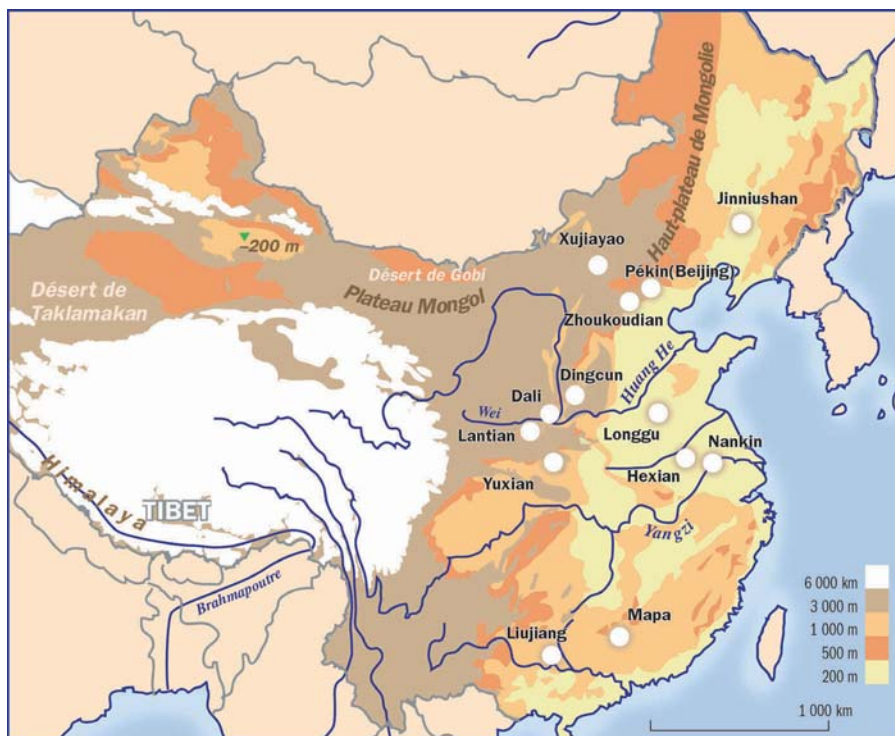 Haut-plateau de Mongolie
Jinniushan
Xujiayao
–200 m
Désert de Gobi
Pékin(Beijing)
Désert de
Taklamakan
Plateau Mongol
Zhoukoudian
Huang He
Dingcun
Dali
Wei
Lantian
Longgu
Nankin
Yuxian
Hexian
Himalaya
TIBET
Yangzi
Brahmapoutre
6 000 km
3 000 m
1 000 m
500 m
200 m
Mapa
Liujiang
1 000 km